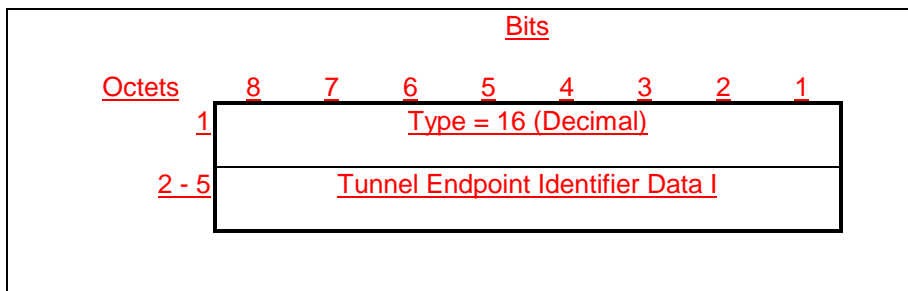 Bits
Octets 8 7 6 5 4 3 2 1
1 Type = 16 (Decimal)
2 - 5 Tunnel Endpoint Identifier Data I